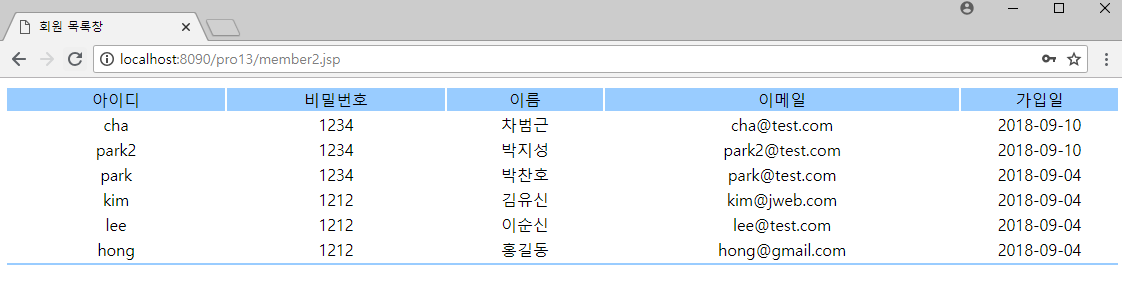 회원 목록창
localhost:8090/pro13/member2.jsp
아이디 비밀번호 이름 이메일 가입일
cha 1234 차범근 cha@test.com 2018-09-10
park2 1234 박지성 park2@test.com 2018-09-10
park 1234 박찬호 park@test.com 2018-09-04
kim 1212 김유신 kim@jweb.com 2018-09-04
lee 1212 이순신 lee@test.com 2018-09-04
hong 1212 홍길동 hong@gmail.com 2018-09-04